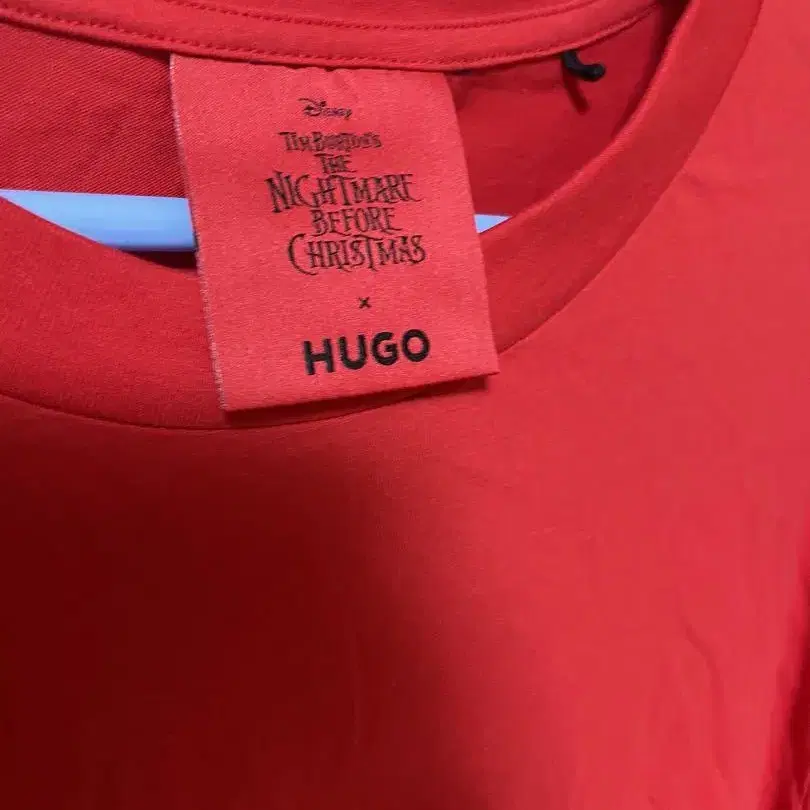 Disney
TIM BURTON'S
THE
NIGHTMARE
BEFORE
CHRISTMAS
×
HUGO